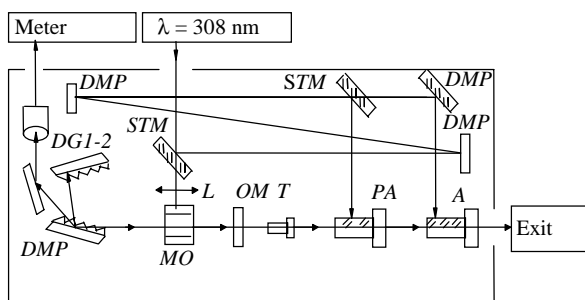 Meter
λ = 308 nm
DMP
STM
DMP
STM
DMP
DG1-2
L
OM T
PA
A
DMP
MO
Exit